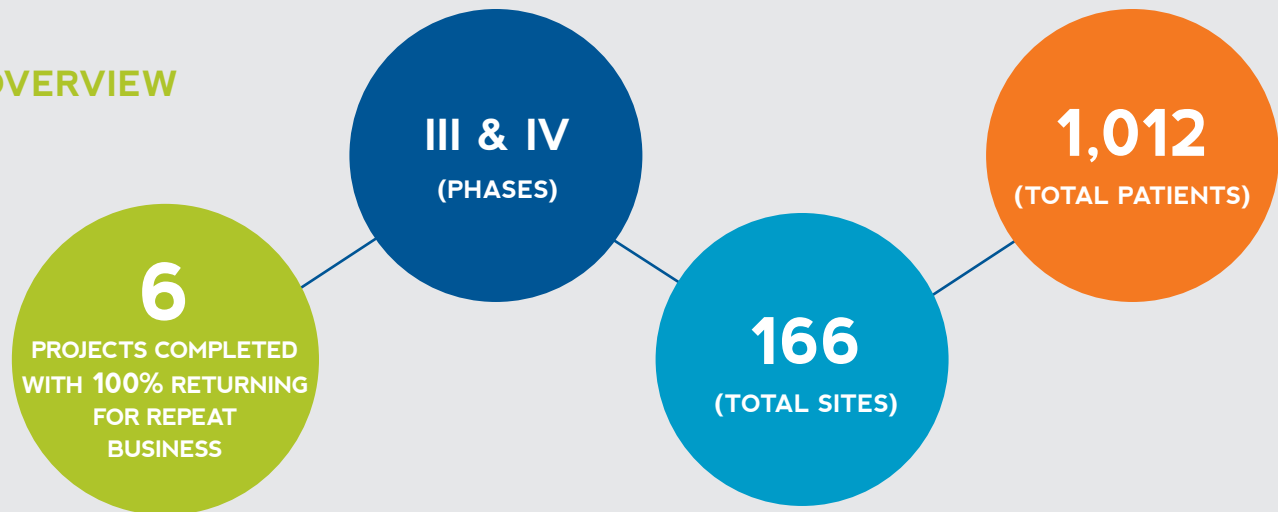 OVERVIEW
III & IV
(PHASES)
1,012
(TOTAL PATIENTS)
6
PROJECTS COMPLETED
WITH 100% RETURNING
FOR REPEAT
BUSINESS
166
(TOTAL SITES)